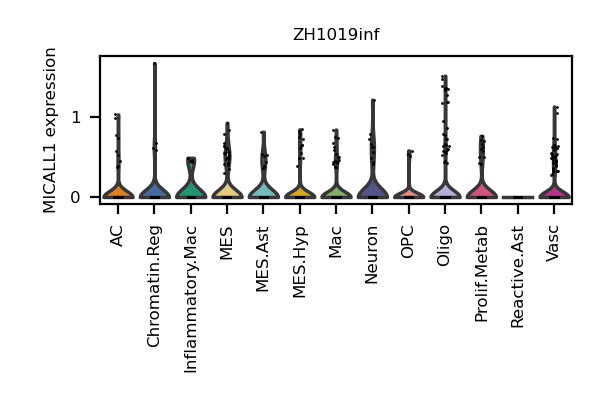 ZH1019inf
MICALL1 expression
1
0
AC
Chromatin.Reg
Inflammatory.Mac
MES
MES.Ast
MES.Hyp
Mac
Neuron
OPC
Oligo
Prolif.Metab
Reactive.Ast
Vasc